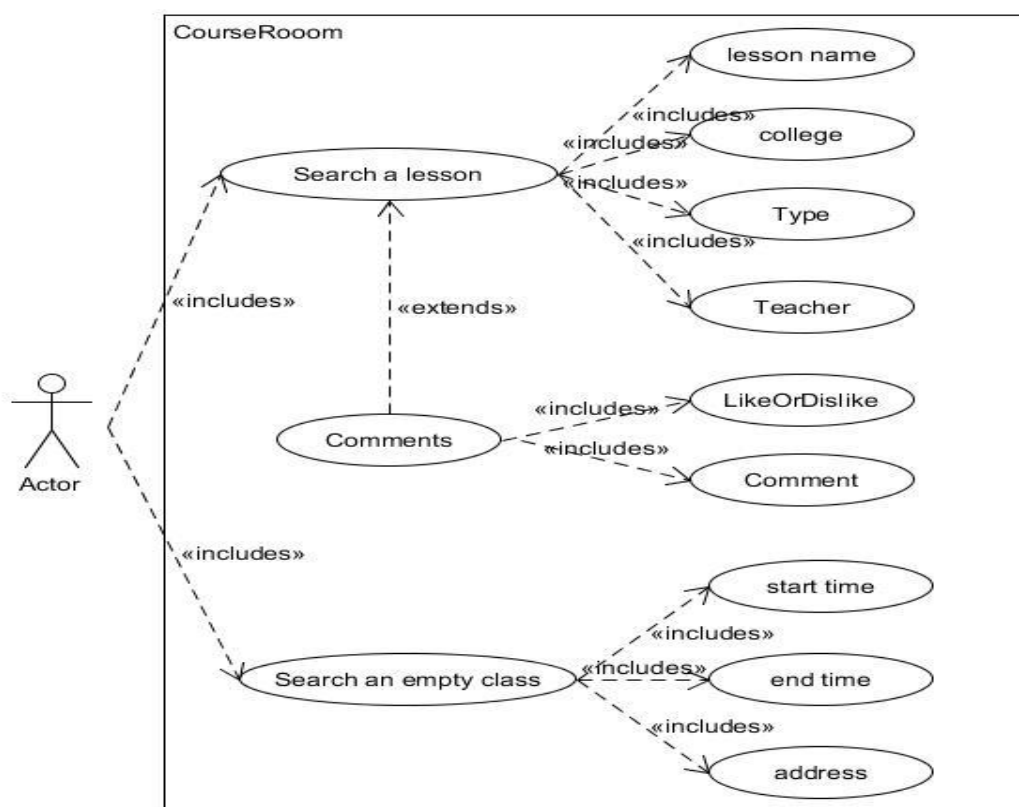 CourseRooom
lesson name
«includes»
college
«includes»
Search a lesson
«includes»
Type
«includes»
«includes»
«extends»
Teacher
LikeOrDislike
«includes»
Comments
«includes»
Comment
Actor
«includes»
start time
«includes»
Search an empty class
«includes»
end time
«includes»
address